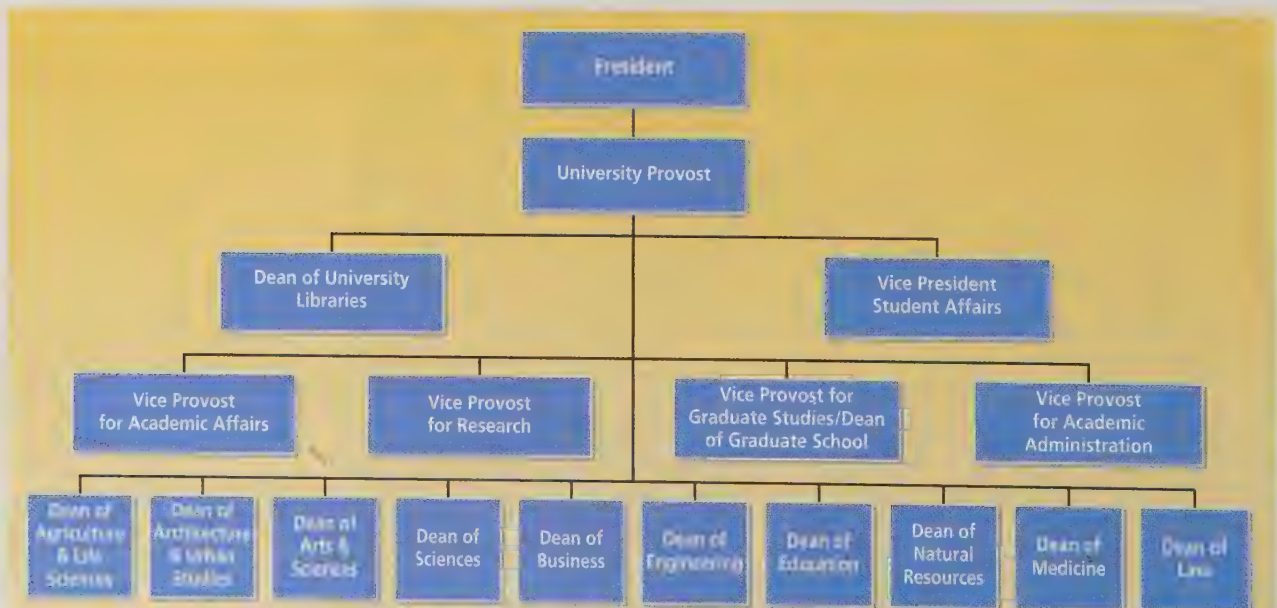 President
University Provost
Dean of University
Libraries
Vice President
Student Affairs
Vice Provost
for Academic Affairs
Vice Provost
for Research
Vice Provost for
Graduate Studies/Dean
of Graduate School
Vice Provost
for Academic
Administration
Dean of
Agriculture
& Life
Sciences
Dean of
Architecture
& Urban
Studies
Dean of
Arts &
Sciences
Dean of
Sciences
Dean of
Business
Dean of
Engineering
Dean of
Education
Dean of
Natural
Resources
Dean of
Medicine
Dean of
Law